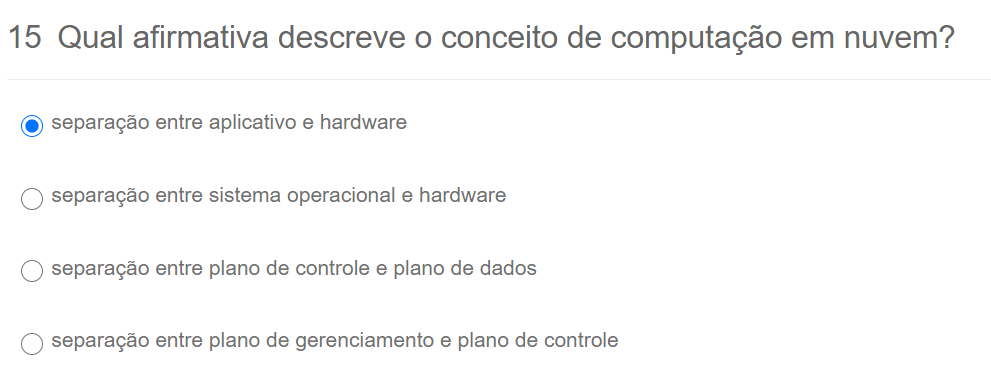 15 Qual afirmativa descreve o conceito de computação em nuvem?
separação entre aplicativo e hardware
separação entre sistema operacional e hardware
separação entre plano de controle e plano de dados
separação entre plano de gerenciamento e plano de controle